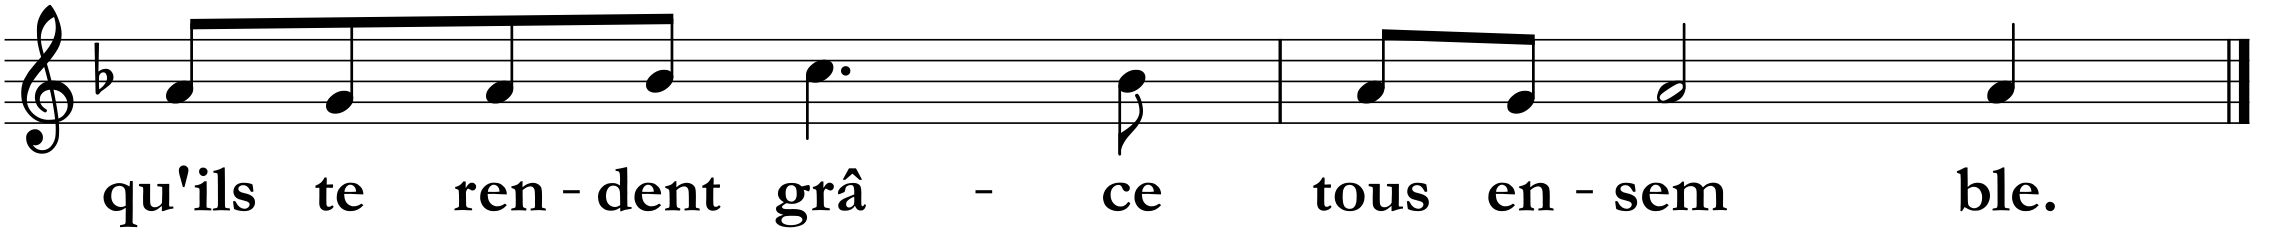 qu'ils te ren - dent grâ - ce tous en - sem ble.